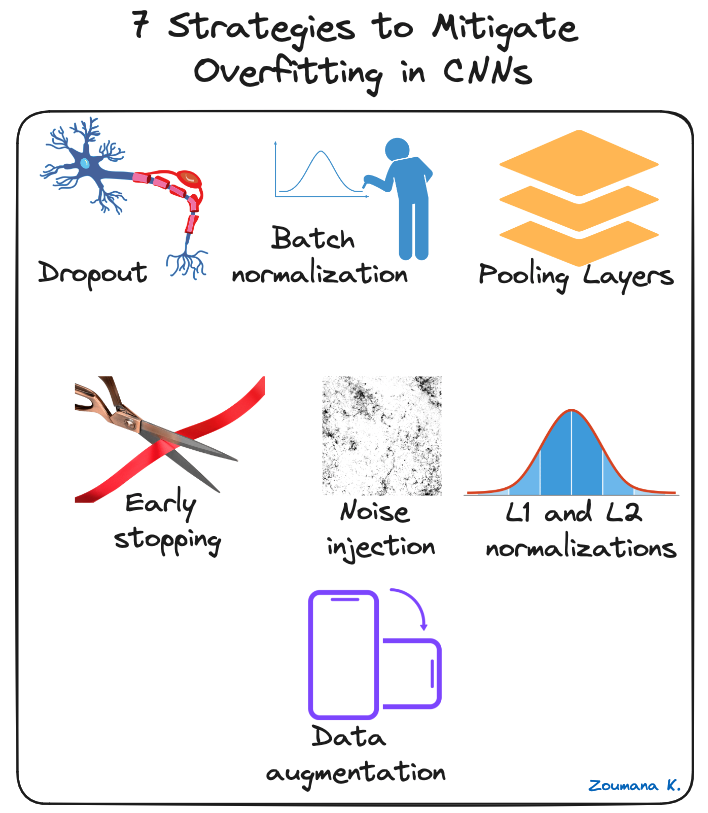 7 Strategies to Mitigate
Overfitting in CNNs
Dropout
Batch
normalization
Pooling Layers
Early
stopping
Noise
injection
L1 and L2
normalizations
Data
augmentation
Zoumana K.